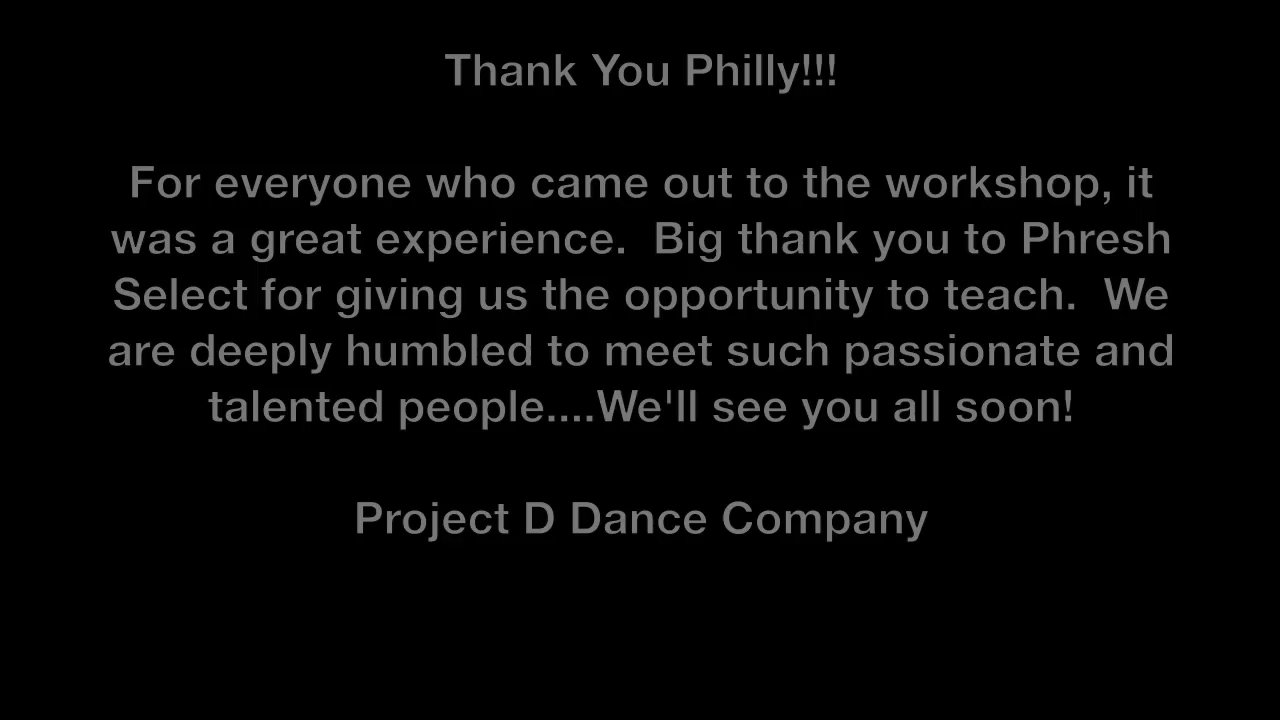 Thank You Philly!!!
For everyone who came out to the workshop, it
was a great experience.  Big thank you to Phresh
Select for giving us the opportunity to teach.  We
are deeply humbled to meet such passionate and
talented people....We'll see you all soon!
Project D Dance Company